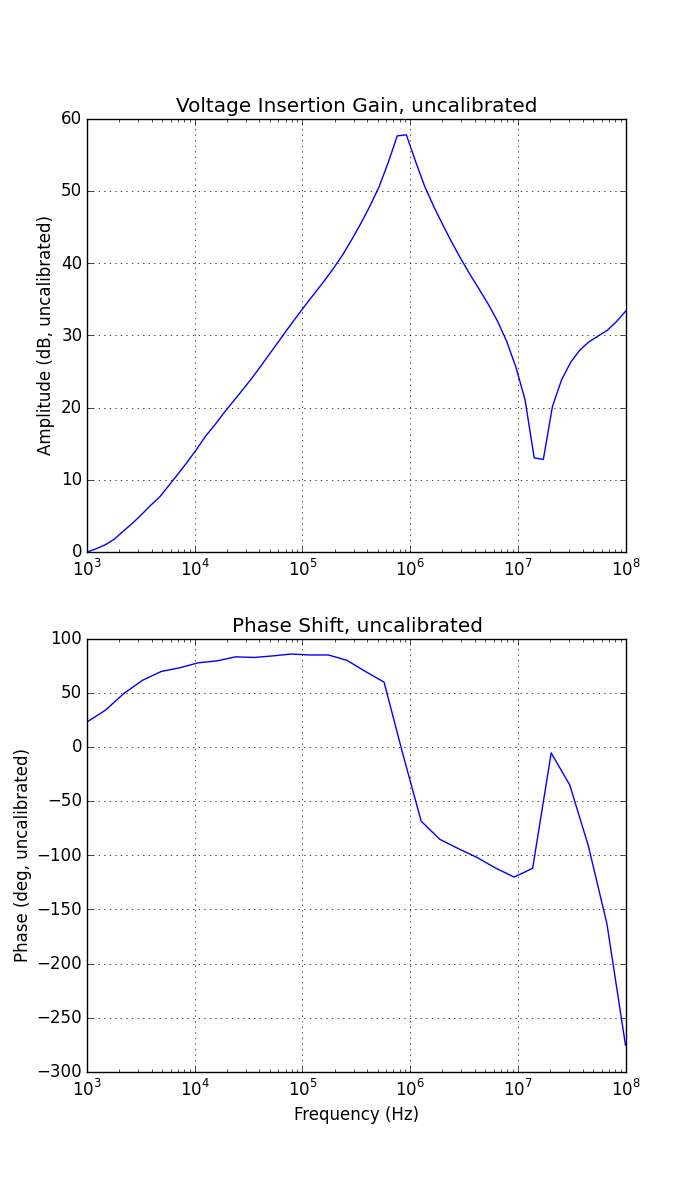 Voltage Insertion Gain, uncalibrated
60
50
40
30
20
10
0
Amplitude (dB, uncalibrated)
10³ 10⁴ 10⁵ 10⁶ 10⁷ 10⁸
Phase Shift, uncalibrated
100
50
0
−50
−100
−150
−200
−250
−300
Phase (deg, uncalibrated)
10³ 10⁴ 10⁵ 10⁶ 10⁷ 10⁸
Frequency (Hz)